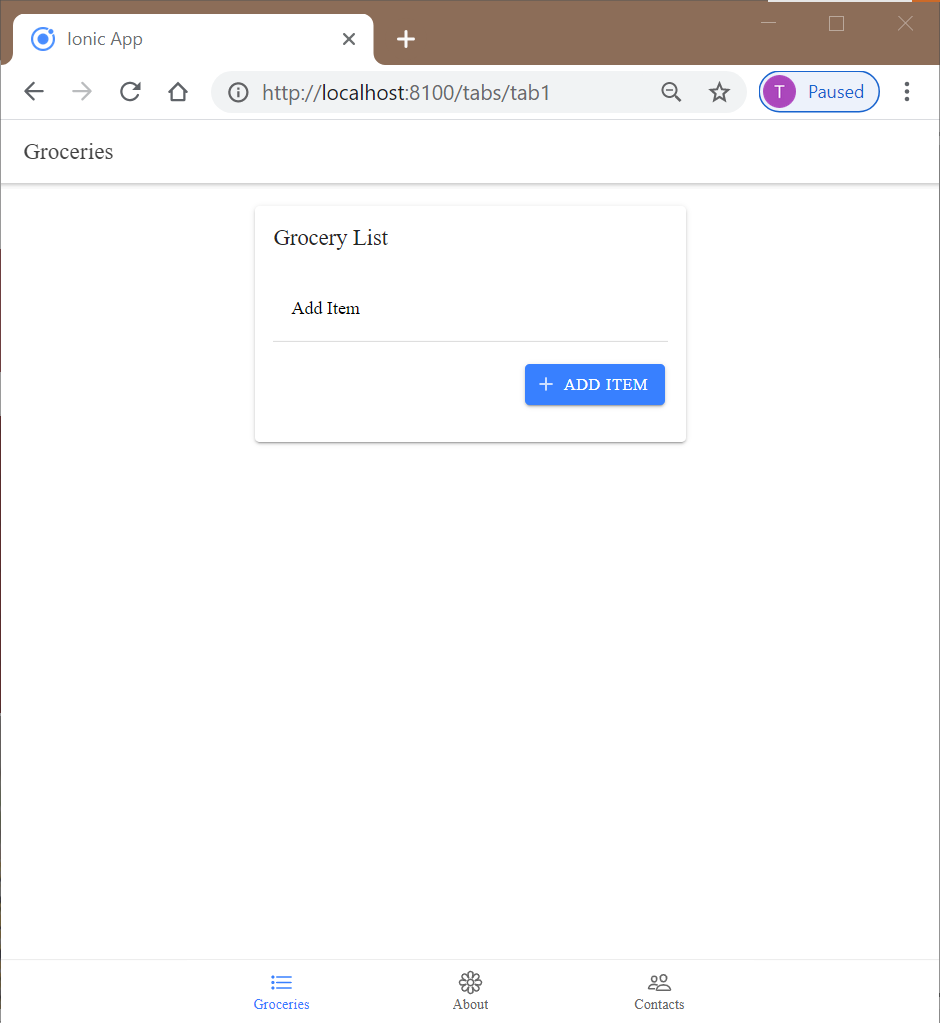 Ionic App
http://localhost:8100/tabs/tab1
T Paused
Groceries
Grocery List
Add Item
ADD ITEM
Groceries About Contacts